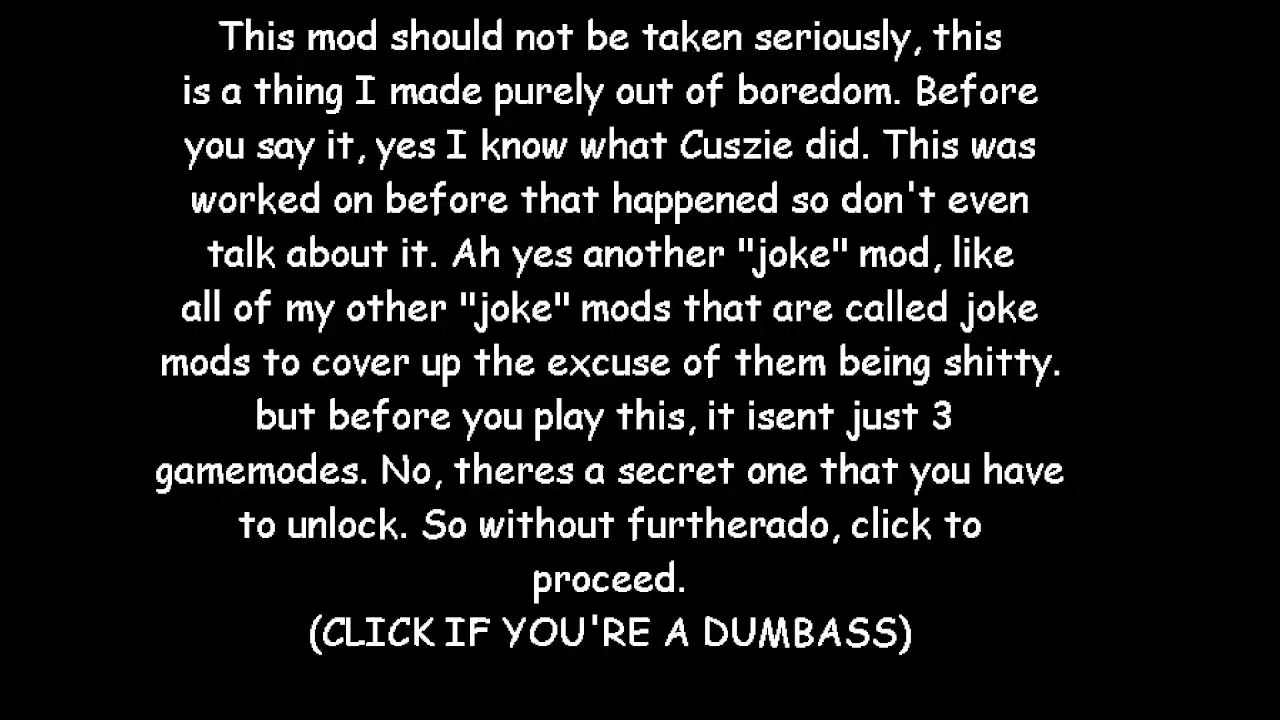 This mod should not be taken seriously, this
is a thing I made purely out of boredom. Before
you say it, yes I know what Cuszie did. This was
worked on before that happened so don't even
talk about it. Ah yes another "joke" mod, like
all of my other "joke" mods that are called joke
mods to cover up the excuse of them being shitty.
but before you play this, it isent just 3
gamemodes. No, theres a secret one that you have
to unlock. So without furtherado, click to
proceed.
(CLICK IF YOU'RE A DUMBASS)